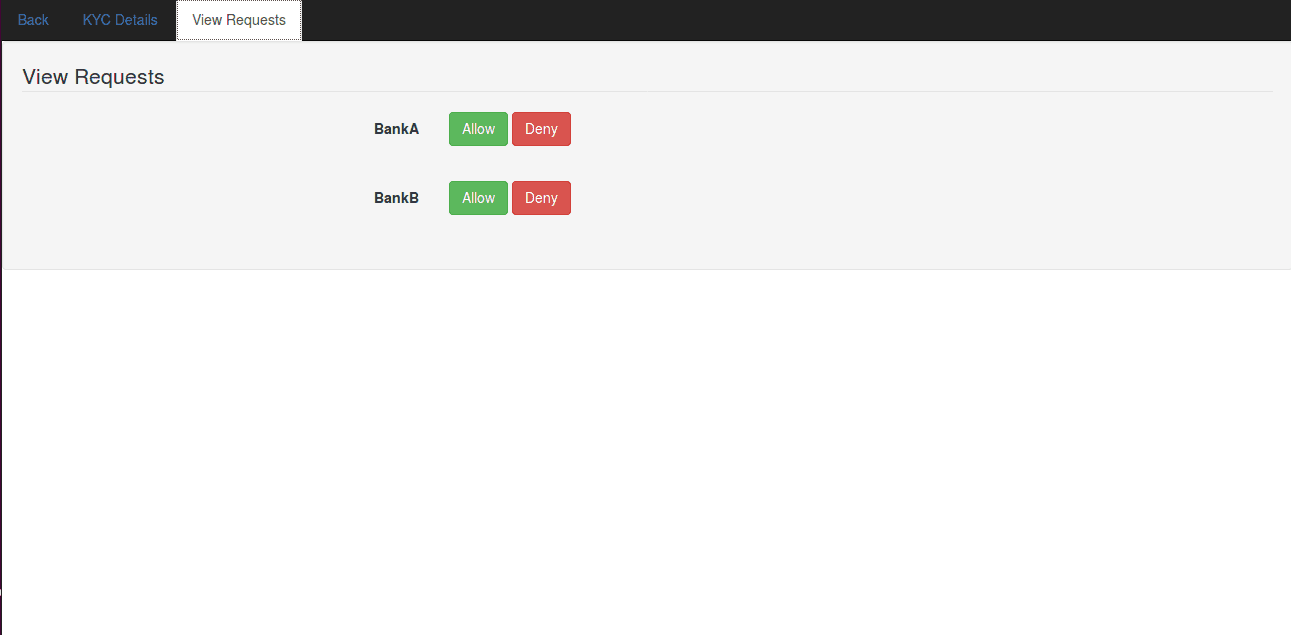 Back KYC Details View Requests
View Requests
BankA Allow Deny
BankB Allow Deny